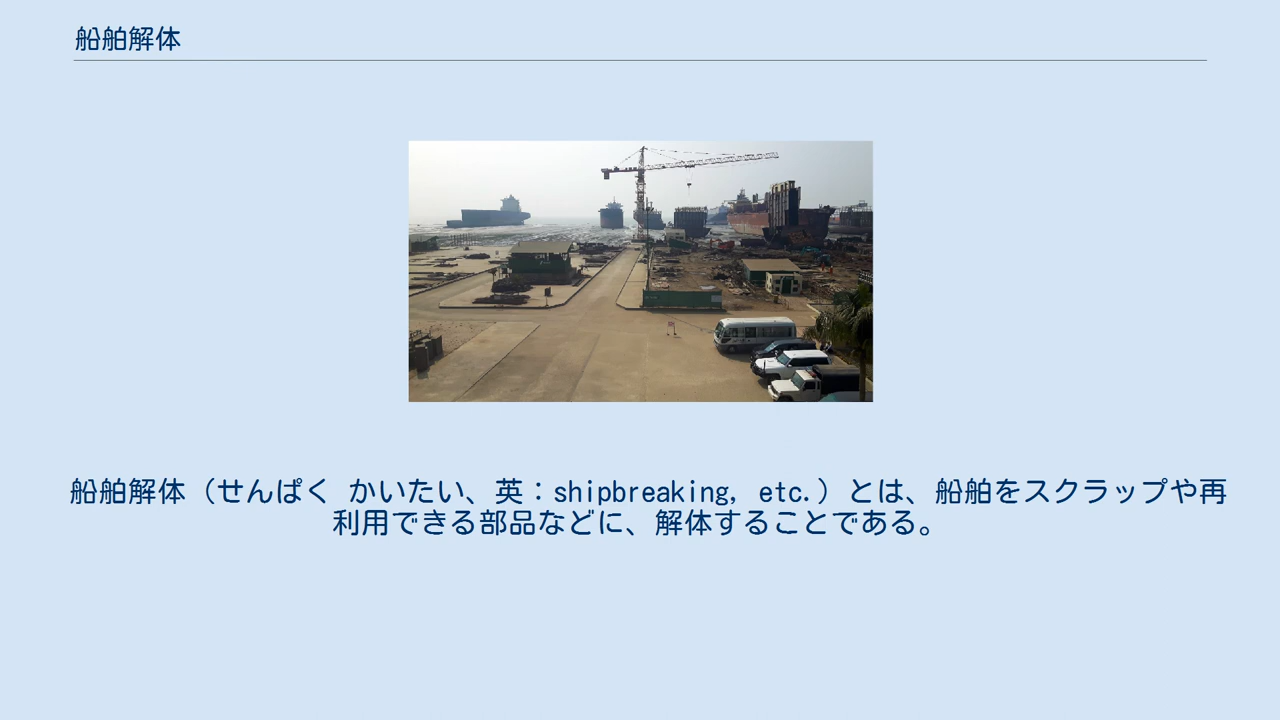 船舶解体
船舶解体（せんぱく かいたい、英：shipbreaking, etc.）とは、船舶をスクラップや再
利用できる部品などに、解体することである。